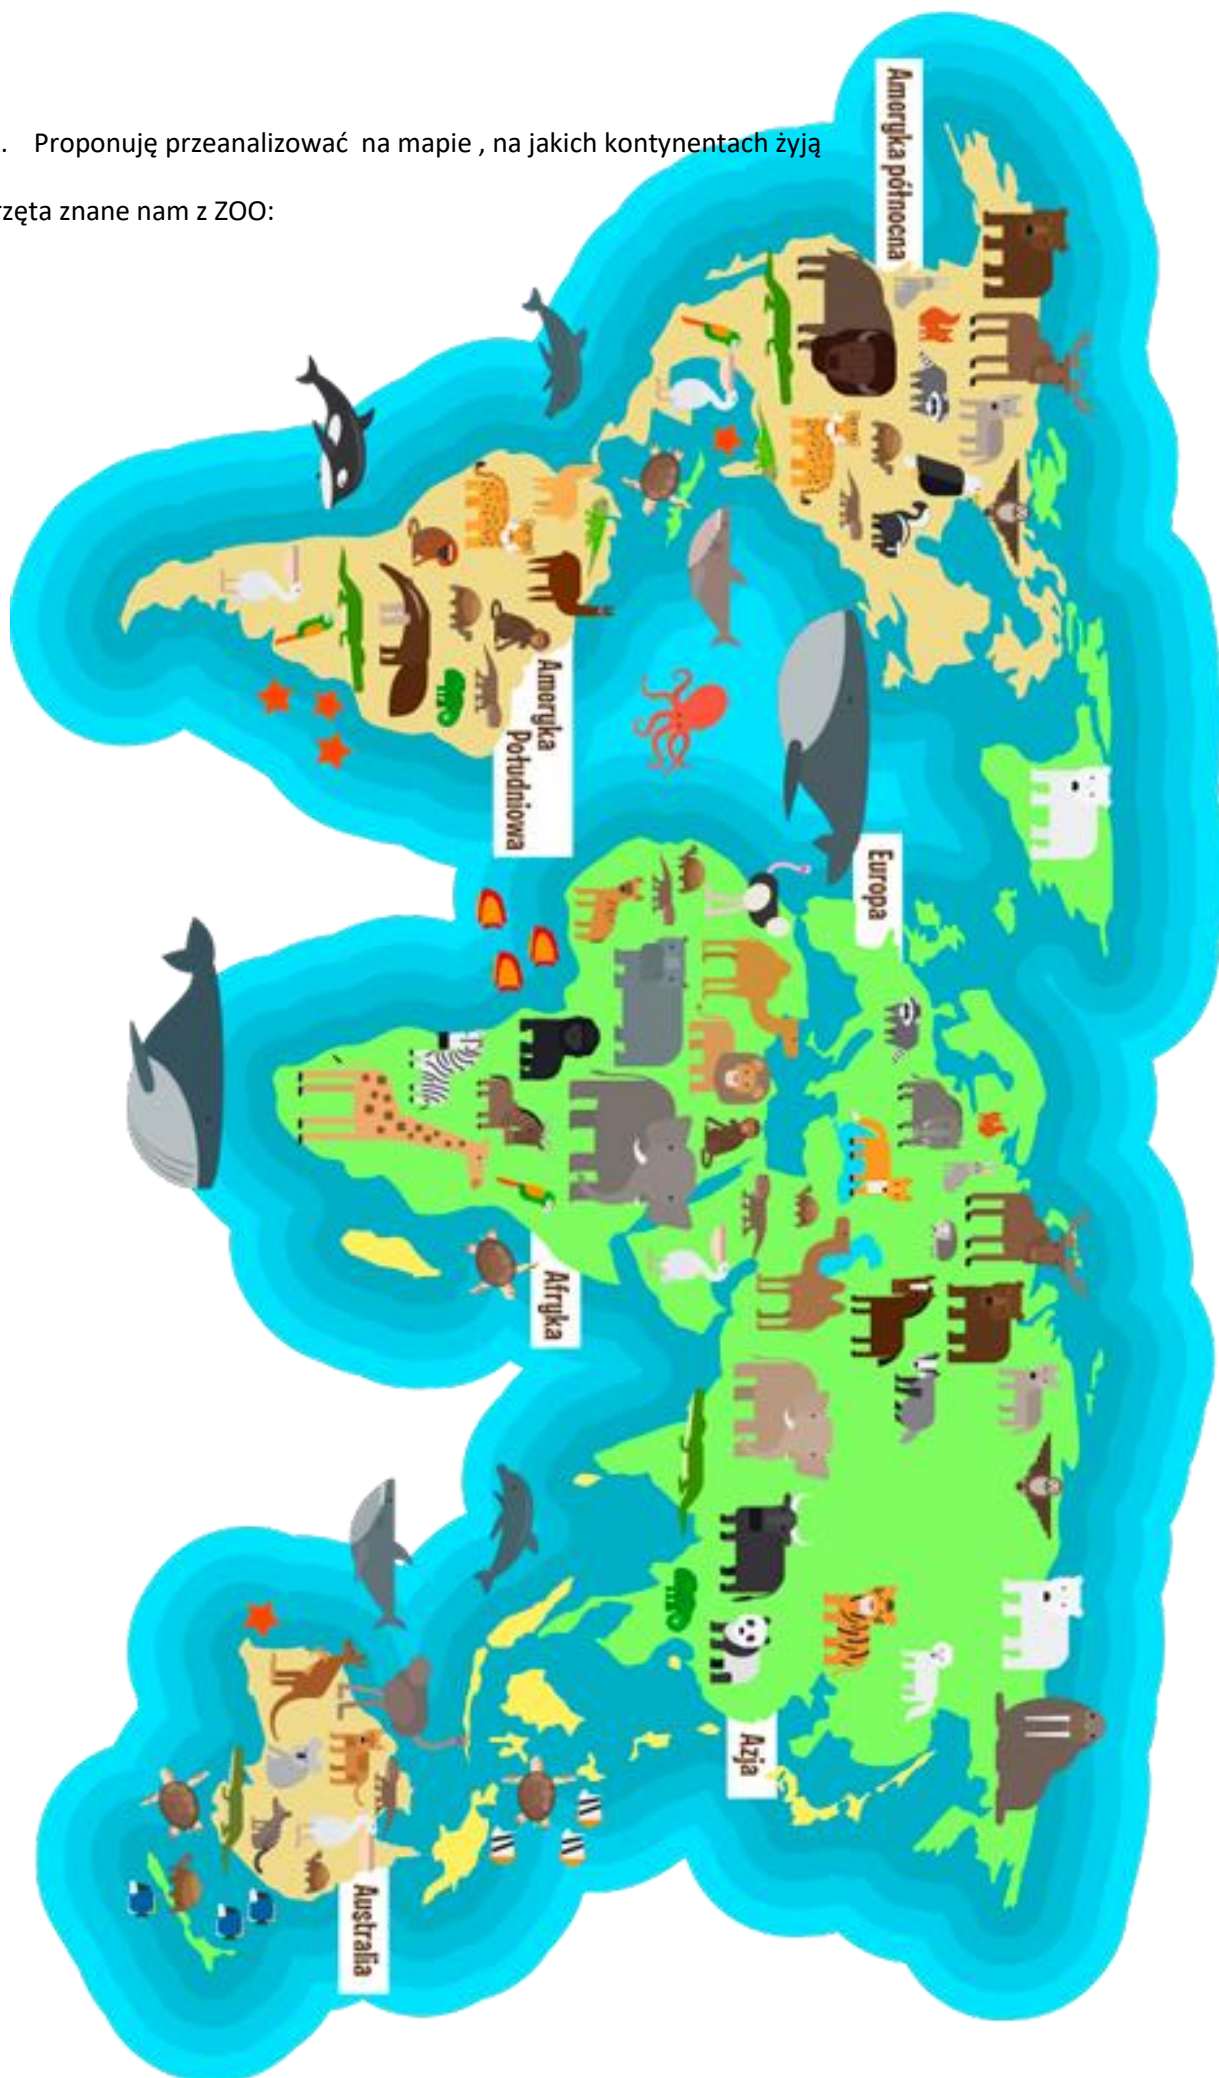 . Proponuję przeanalizować na mapie , na jakich kontynentach żyją
rzęta znane nam z ZOO:
Ameryka północna
Ameryka
Południowa
Europa
Afryka
Azja
Australia